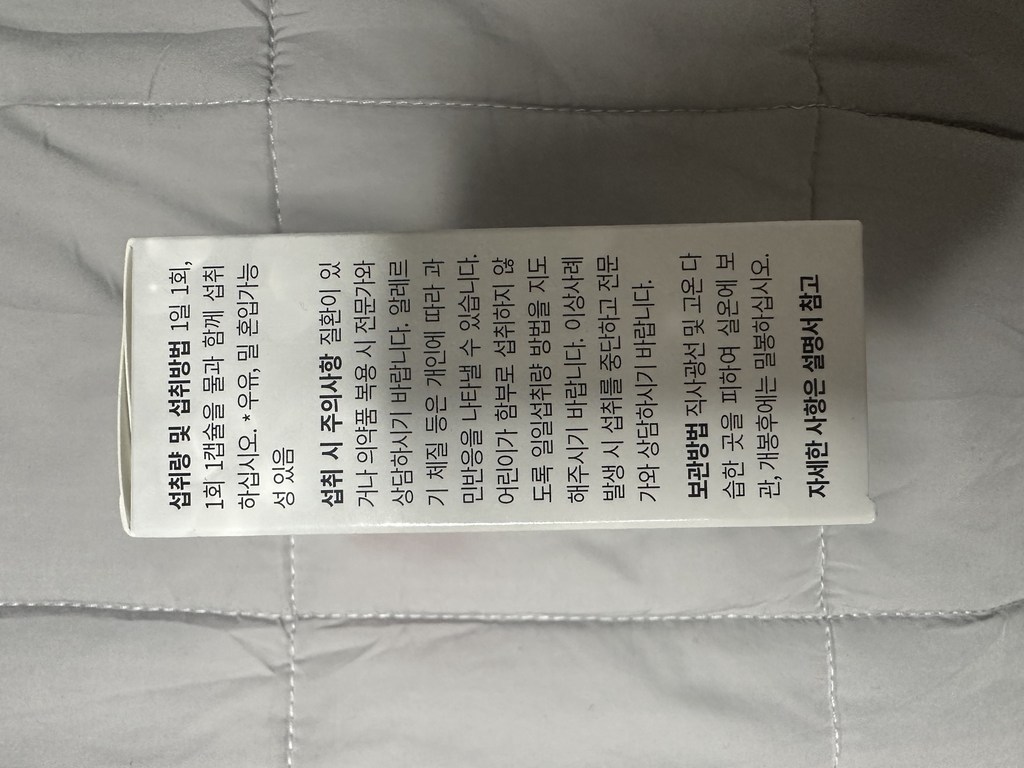 섭취량 및 섭취방법 1일 1회,
1회 1캡슐을 물과 함께 섭취
하십시오. *우유, 밀 혼입가능
성 있음
섭취 시 주의사항 질환이 있
거나 의약품 복용 시 전문가와
상담하시기 바랍니다. 알레르
기 체질 등은 개인에 따라 과
민반응을 나타낼 수 있습니다.
어린이가 함부로 섭취하지 않
도록 일일섭취량 방법을 지도
해주시기 바랍니다. 이상사례
발생 시 섭취를 중단하고 전문
가와 상담하시기 바랍니다.
보관방법 직사광선 및 고온 다
습한 곳을 피하여 실온에 보
관, 개봉후에는 밀봉하십시오.
자세한 사항은 설명서 참고